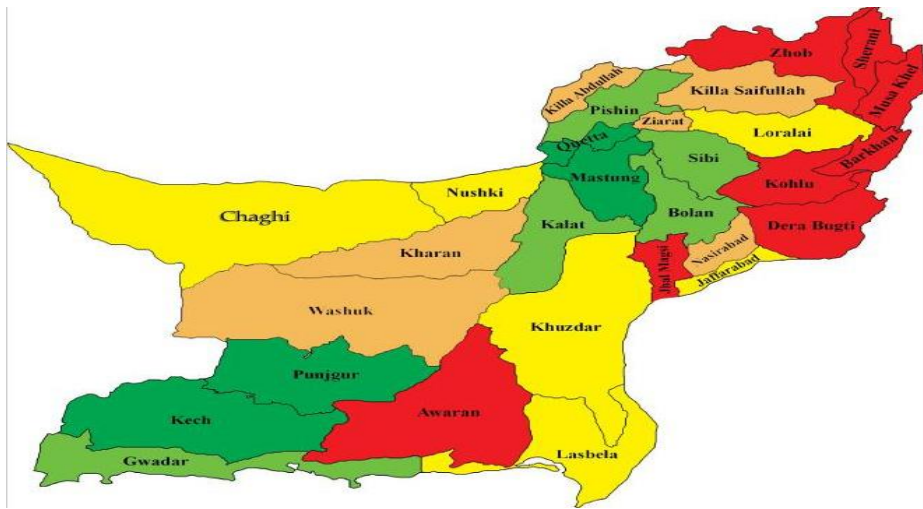 Zhob
Sherani
Killa Abdullah
Killa Saifullah
Musa Khel
Pishin
Ziarat
Loralai
Quetta
Sibi
Barkhan
Mastung
Kohlu
Nushki
Chaghi
Kalat
Bolan
Dera Bugti
Kharan
Nasirabad
Jhal Magsi
Jaffarabad
Washuk
Khuzdar
Punjgur
Awaran
Kech
Lasbela
Gwadar